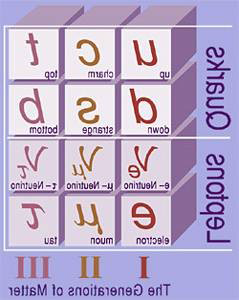 Quarks
u c t
up charm top
d s b
down strange bottom
Leptons
νe νμ ντ
e- Neutrino μ- Neutrino τ- Neutrino
e μ τ
electron muon tau
I II III
The Generations of Matter